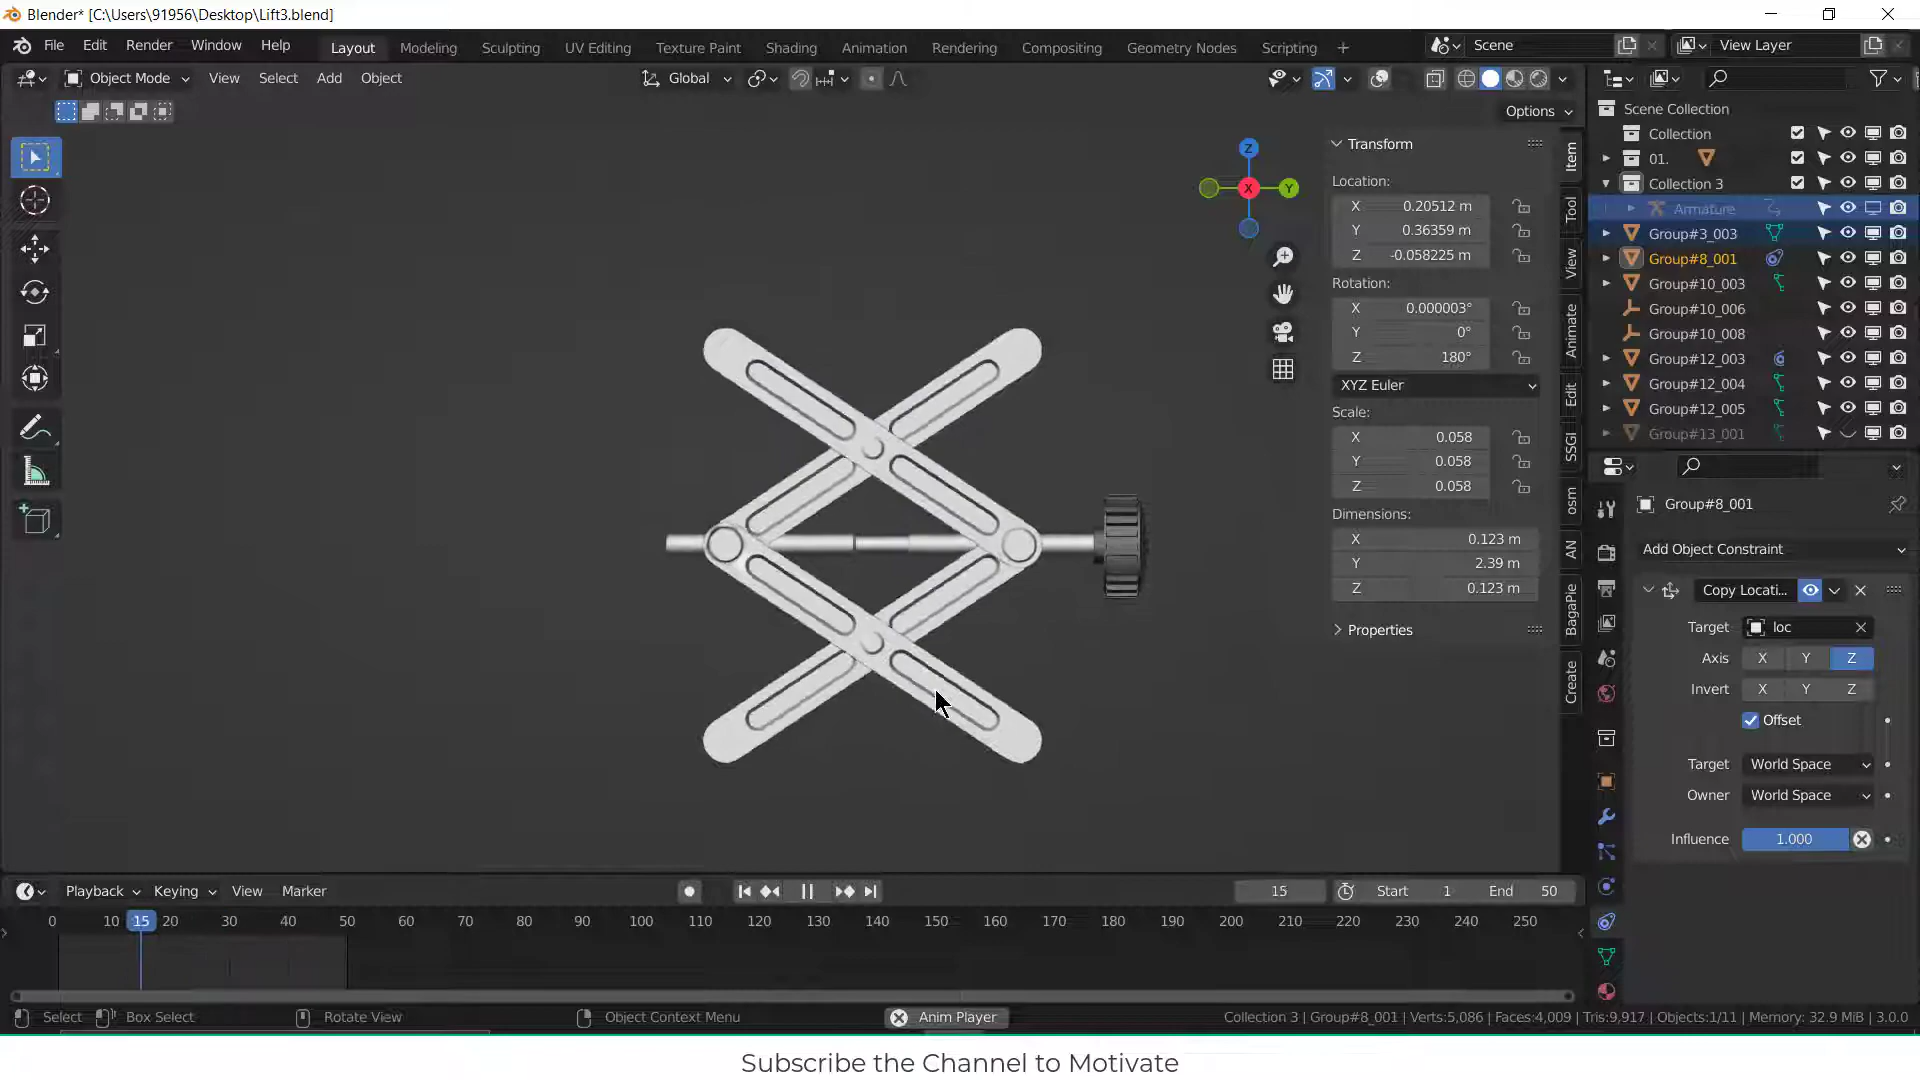 Blender* [C:\Users\91956\Desktop\Lift3.blend]
File Edit Render Window Help Layout Modeling Sculpting UV Editing Texture Paint Shading Animation Rendering Compositing Geometry Nodes Scripting + Scene View Layer
Object Mode View Select Add Object Global
Options
Scene Collection
Collection
01.
Collection 3
Armature
Group#3_003
Group#8_001
Group#10_003
Group#10_006
Group#10_008
Group#12_003
Group#12_004
Group#12_005
Group#13_001
Z
X
Y
Transform
Location:
X 0.20512 m
Y 0.36359 m
Z -0.058225 m
Rotation:
X 0.000003°
Y 0°
Z 180°
XYZ Euler
Scale:
X 0.058
Y 0.058
Z 0.058
Dimensions:
X 0.123 m
Y 2.39 m
Z 0.123 m
Properties
Item
Tool
View
Animate
Edit
SSGI
osm
AN
BagaPie
Create
Group#8_001
Add Object Constraint
Copy Locati...
Target loc
Axis X Y Z
Invert X Y Z
Offset
Target World Space
Owner World Space
Influence 1.000
Playback Keying View Marker 15 Start 1 End 50
0 10 15 20 30 40 50 60 70 80 90 100 110 120 130 140 150 160 170 180 190 200 210 220 230 240 250
Select Box Select Rotate View Object Context Menu Anim Player Collection 3 | Group#8_001 | Verts:5,086 | Faces:4,009 | Tris:9,917 | Objects:1/11 | Memory: 32.9 MiB | 3.0.0
Subscribe the Channel to Motivate